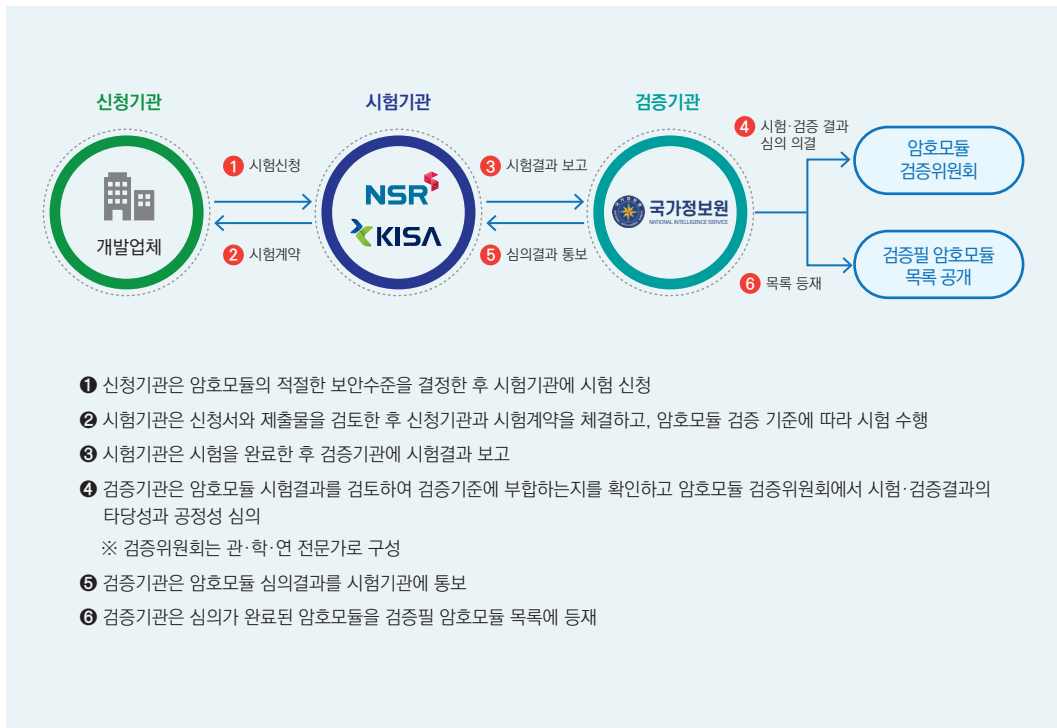 신청기관
시험기관
검증기관
개발업체
❶ 시험신청
❷ 시험계약
NSR
KISA
❸ 시험결과 보고
❺ 심의결과 통보
국가정보원
NATIONAL INTELLIGENCE SERVICE
❹ 시험·검증 결과
심의 의결
❻ 목록 등재
암호모듈
검증위원회
검증필 암호모듈
목록 공개
❶ 신청기관은 암호모듈의 적절한 보안수준을 결정한 후 시험기관에 시험 신청
❷ 시험기관은 신청서와 제출물을 검토한 후 신청기관과 시험계약을 체결하고, 암호모듈 검증 기준에 따라 시험 수행
❸ 시험기관은 시험을 완료한 후 검증기관에 시험결과 보고
❹ 검증기관은 암호모듈 시험결과를 검토하여 검증기준에 부합하는지를 확인하고 암호모듈 검증위원회에서 시험·검증결과의
타당성과 공정성 심의
※ 검증위원회는 관·학·연 전문가로 구성
❺ 검증기관은 암호모듈 심의결과를 시험기관에 통보
❻ 검증기관은 심의가 완료된 암호모듈을 검증필 암호모듈 목록에 등재